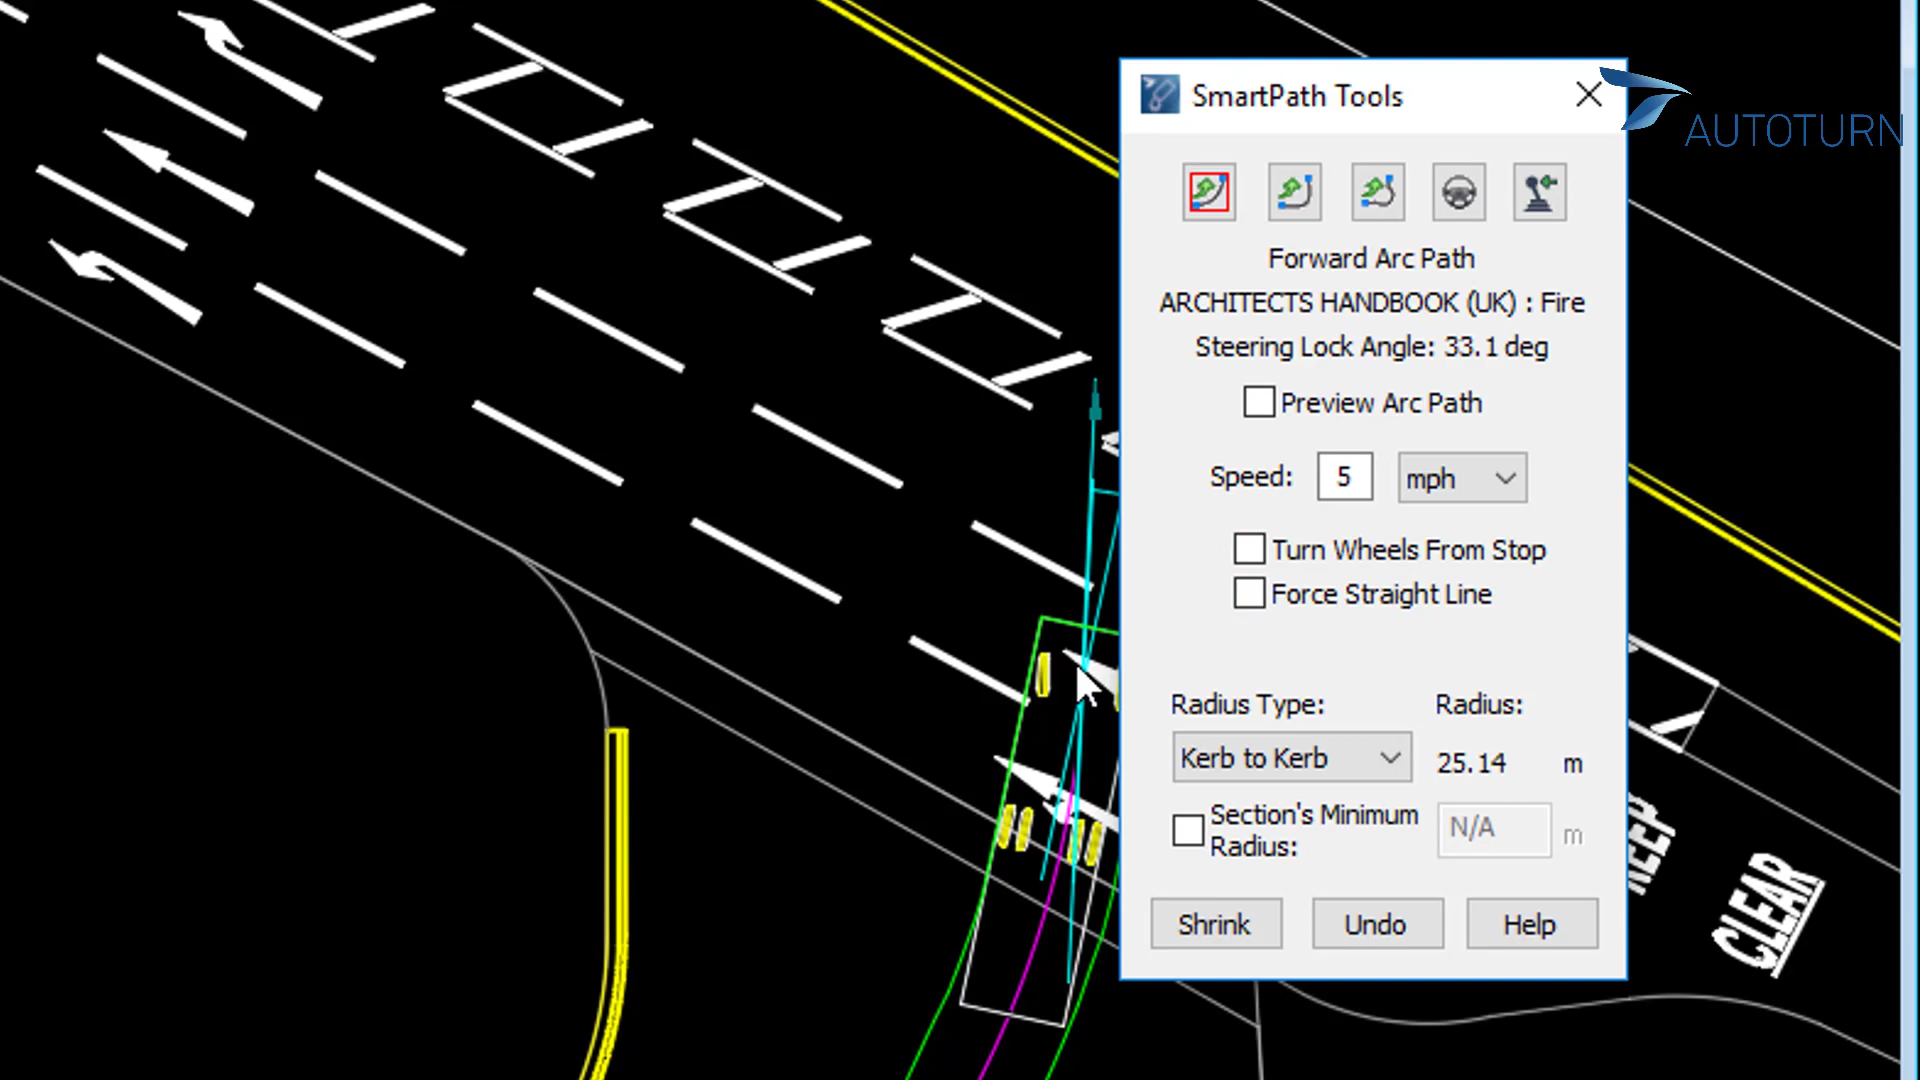 SmartPath Tools
AUTOTURN
Forward Arc Path
ARCHITECTS HANDBOOK (UK) : Fire
Steering Lock Angle: 33.1 deg
Preview Arc Path
Speed: 5 mph
Turn Wheels From Stop
Force Straight Line
Radius Type: Radius:
Kerb to Kerb 25.14 m
Section's Minimum
Radius: N/A m
KEEP
CLEAR
Shrink Undo Help